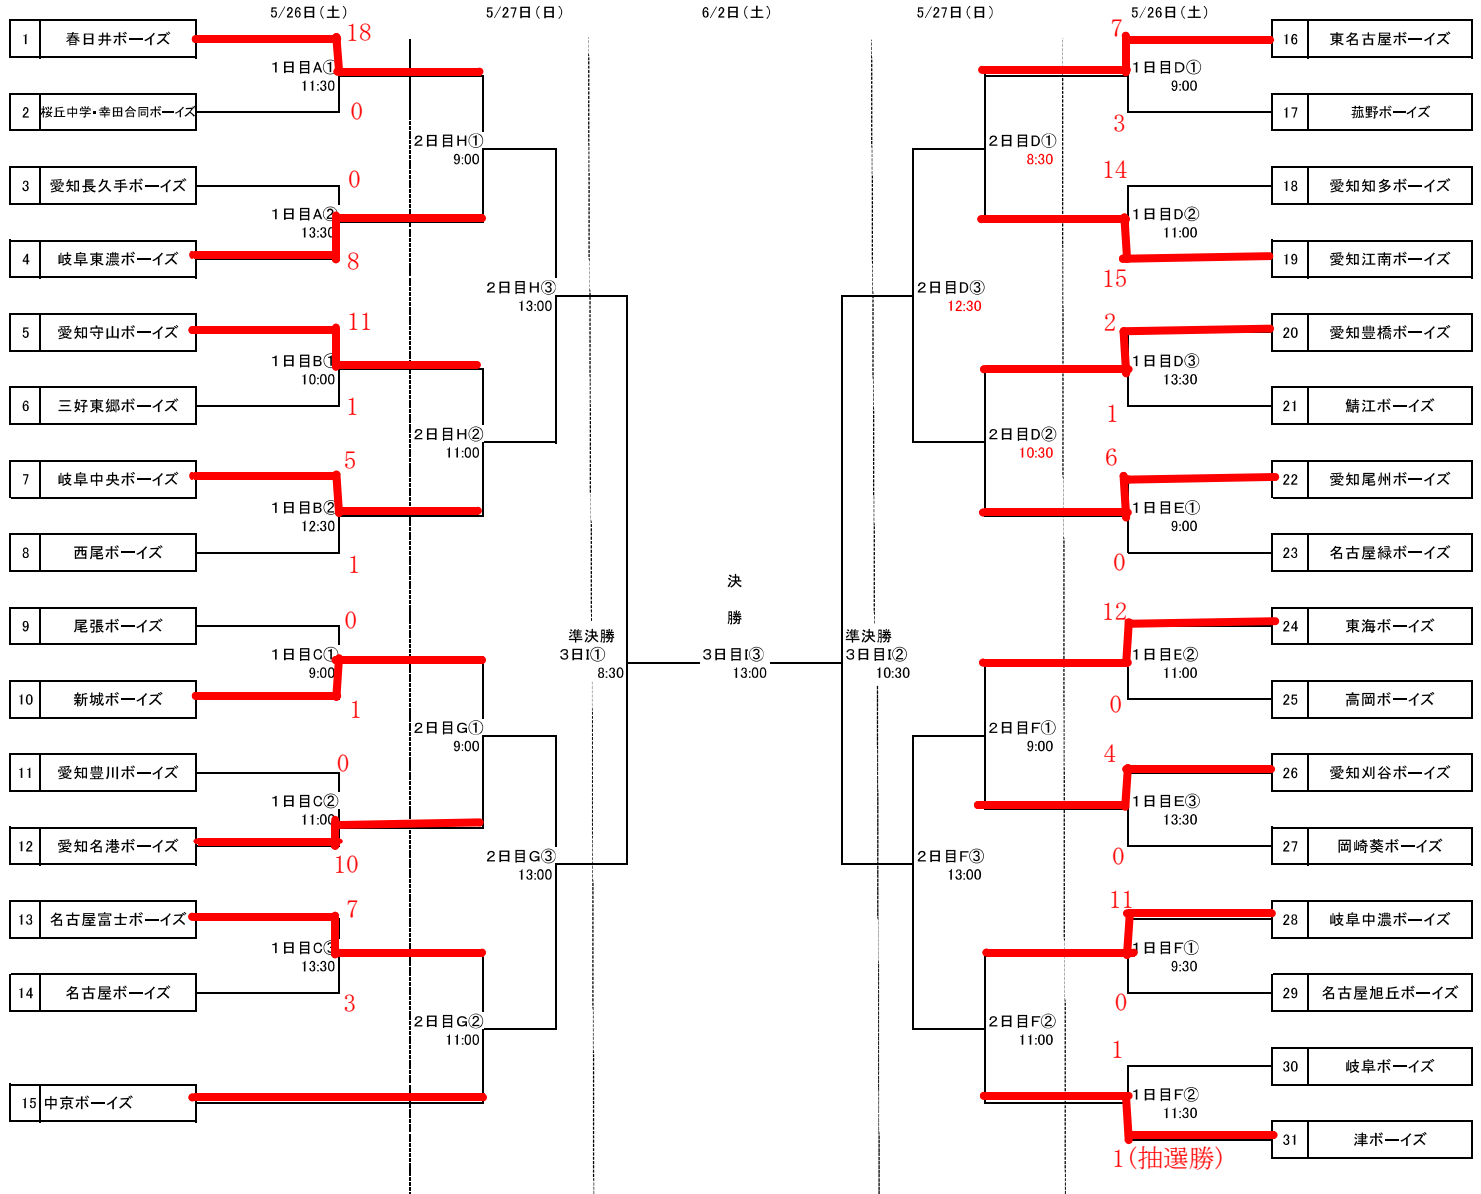 5/26日（土）
5/27日（日）
6/2日（土）
5/27日（日）
5/26日（土）
1 春日井ボーイズ
18
1日目A①
11:30
2 桜丘中学・幸田合同ボーイズ
0
2日目H①
9:00
3 愛知長久手ボーイズ
0
1日目A②
13:30
4 岐阜東濃ボーイズ
8
2日目H③
13:00
5 愛知守山ボーイズ
11
1日目B①
10:00
6 三好東郷ボーイズ
1
2日目H②
11:00
7 岐阜中央ボーイズ
5
1日目B②
12:30
8 西尾ボーイズ
1
9 尾張ボーイズ
0
1日目C①
9:00
10 新城ボーイズ
1
2日目G①
9:00
11 愛知豊川ボーイズ
0
1日目C②
11:00
12 愛知名港ボーイズ
10
2日目G③
13:00
13 名古屋富士ボーイズ
7
1日目C③
13:30
14 名古屋ボーイズ
3
2日目G②
11:00
15 中京ボーイズ
準決勝
3日I①
8:30
決
勝
3日目I③
13:00
準決勝
3日目I②
10:30
7
16 東名古屋ボーイズ
1日目D①
9:00
3
17 菰野ボーイズ
2日目D①
8:30
14
18 愛知知多ボーイズ
1日目D②
11:00
15
19 愛知江南ボーイズ
2日目D③
12:30
2
20 愛知豊橋ボーイズ
1日目D③
13:30
1
21 鯖江ボーイズ
2日目D②
10:30
6
22 愛知尾州ボーイズ
1日目E①
9:00
0
23 名古屋緑ボーイズ
12
24 東海ボーイズ
1日目E②
11:00
0
25 高岡ボーイズ
2日目F①
9:00
4
26 愛知刈谷ボーイズ
1日目E③
13:30
0
27 岡崎葵ボーイズ
2日目F③
13:00
11
28 岐阜中濃ボーイズ
1日目F①
9:30
0
29 名古屋旭丘ボーイズ
2日目F②
11:00
1
30 岐阜ボーイズ
1日目F②
11:30
31 津ボーイズ
1(抽選勝)